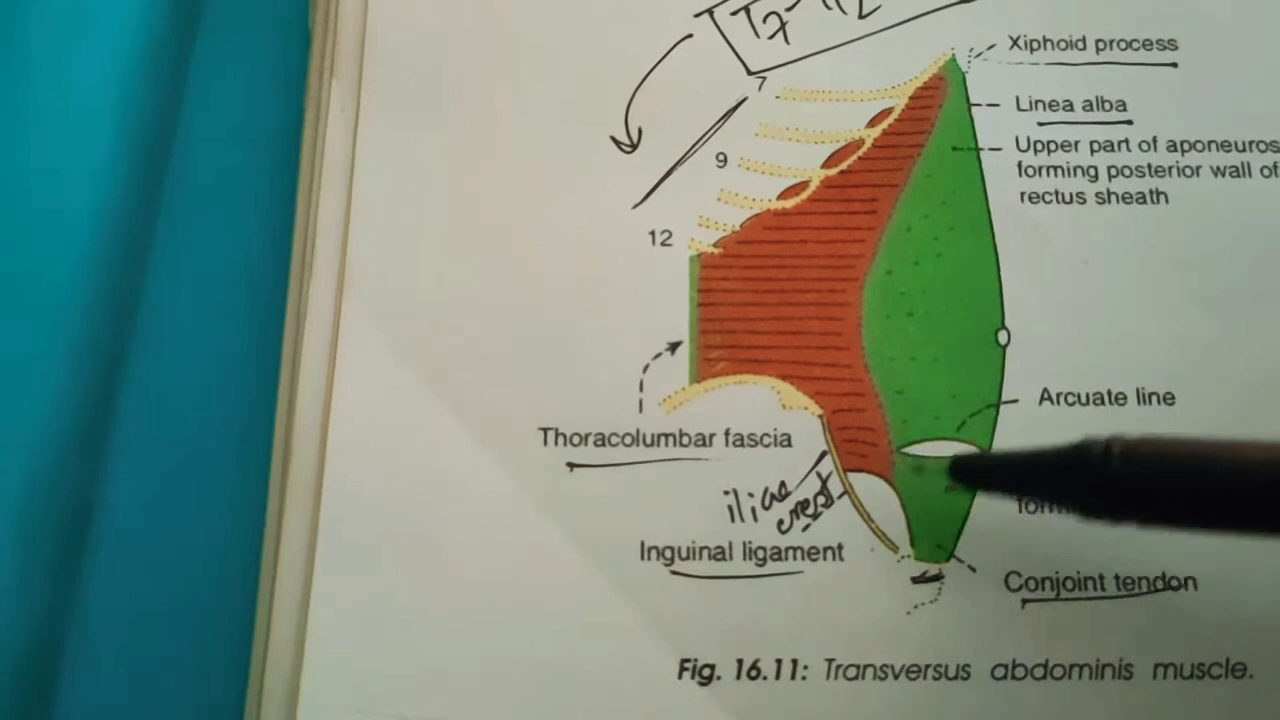 T7-T12
Xiphoid process
7
Linea alba
Upper part of aponeuros
9
forming posterior wall of
rectus sheath
12
Arcuate line
Thoracolumbar fascia
iliac
crest
Inguinal ligament
Conjoint tendon
Fig. 16.11: Transversus abdominis muscle.